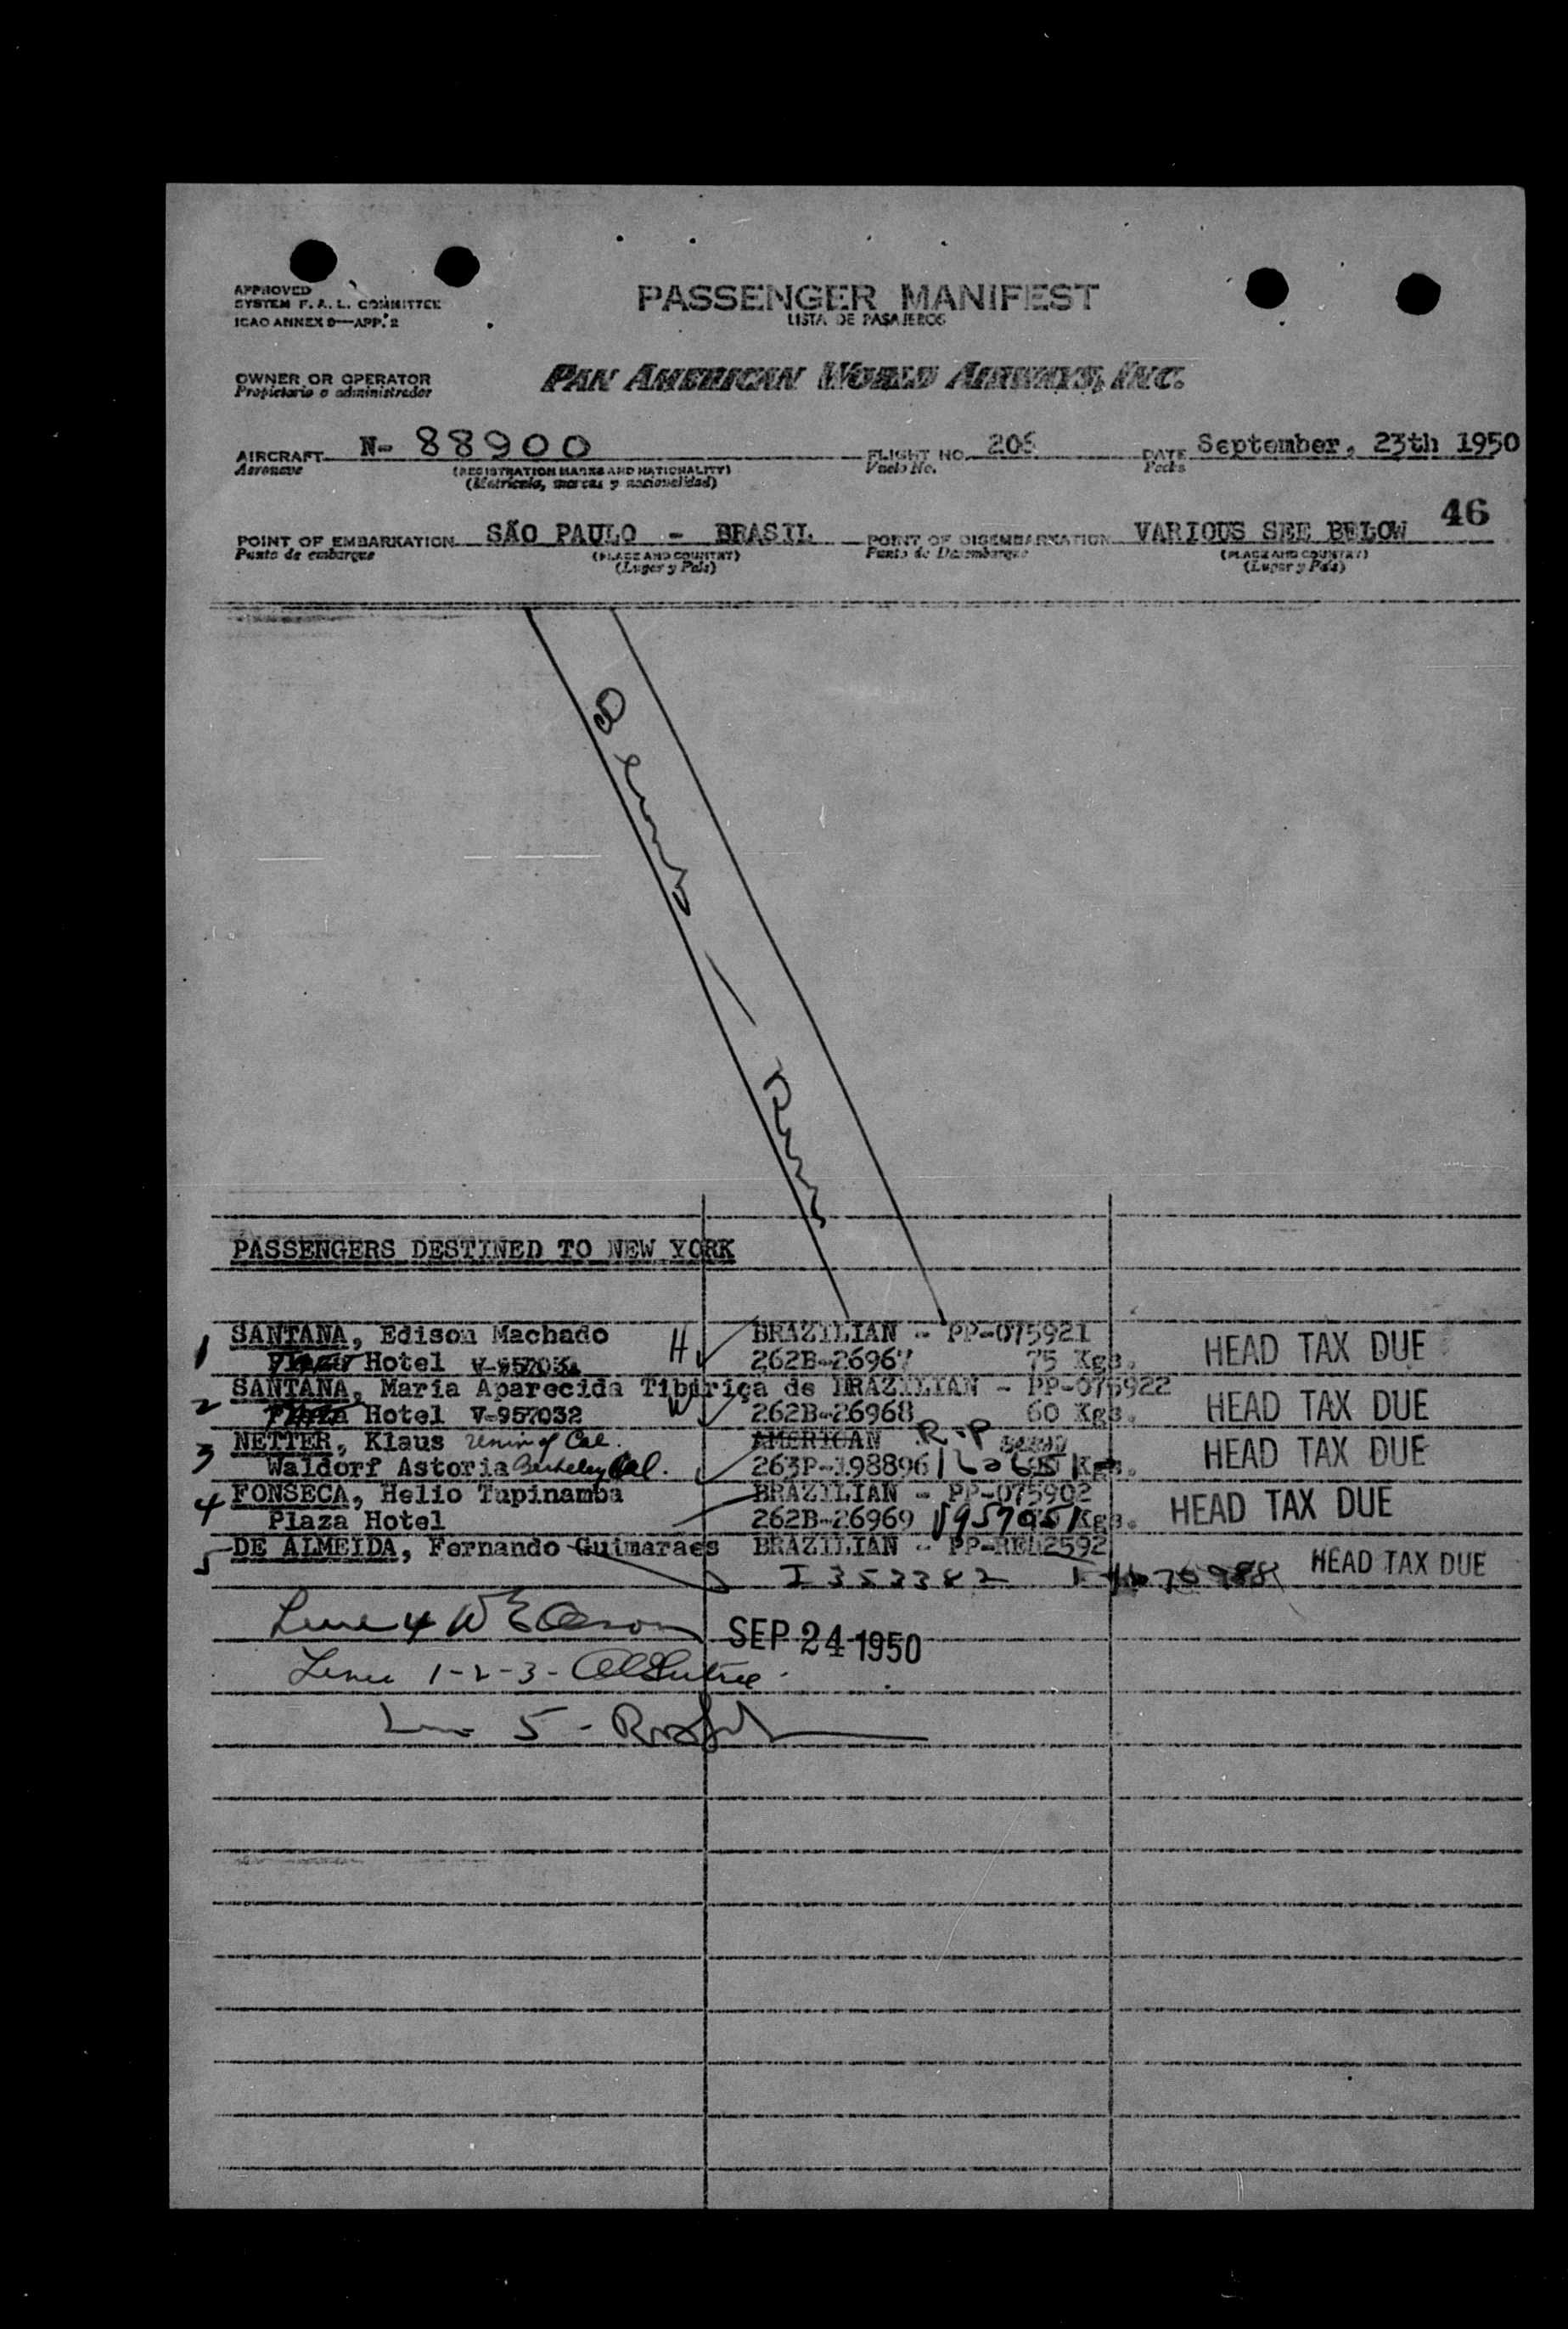 APPROVED
SYSTEM F. A. L. COMMITTEE
ICAO ANNEX 9—APP. 2
PASSENGER MANIFEST
LISTA DE PASAJEROS
OWNER OR OPERATOR
Propietario o administrador
PAN AMERICAN WORLD AIRWAYS, INC.
AIRCRAFT N- 88900 FLIGHT NO. DATE September, 23th 1950
Aeronave (REGISTRATION MARKS AND NATIONALITY) Vuelo No. Fecha
(Matricula, marcas y nacionalidad)
46
POINT OF EMBARKATION SÃO PAULO - BRASIL POINT OF DISEMBARKATION VARIOUS SEE BELOW
Punto de embarque (PLACE AND COUNTRY) Punto de Desembarque (PLACE AND COUNTRY)
(Lugar y País) (Lugar y País)
PASSENGERS DESTINED TO NEW YORK
1 SANTANA, Edison Machado H BRAZILIAN - PP-075921 HEAD TAX DUE
Hotel 262B-26967 75 Kgs.
2 SANTANA, Maria Aparecida Tibiriça de BRAZILIAN - PP-075922 HEAD TAX DUE
Hotel V-957032 W 262B-26968 60 Kgs.
3 NETTER, Klaus Univ of Cal. AMERICAN R-P HEAD TAX DUE
Waldorf Astoria Berkeley Cal. 263P-198896 Kgs.
4 FONSECA, Helio Tupinamba BRAZILIAN - PP-075902 HEAD TAX DUE
Plaza Hotel 262B-26969 Kgs.
5 DE ALMEIDA, Fernando Guimaraes BRAZILIAN - HEAD TAX DUE
I 353382
Line 4
SEP 24 1950
Lines 1-2-3-
5 -